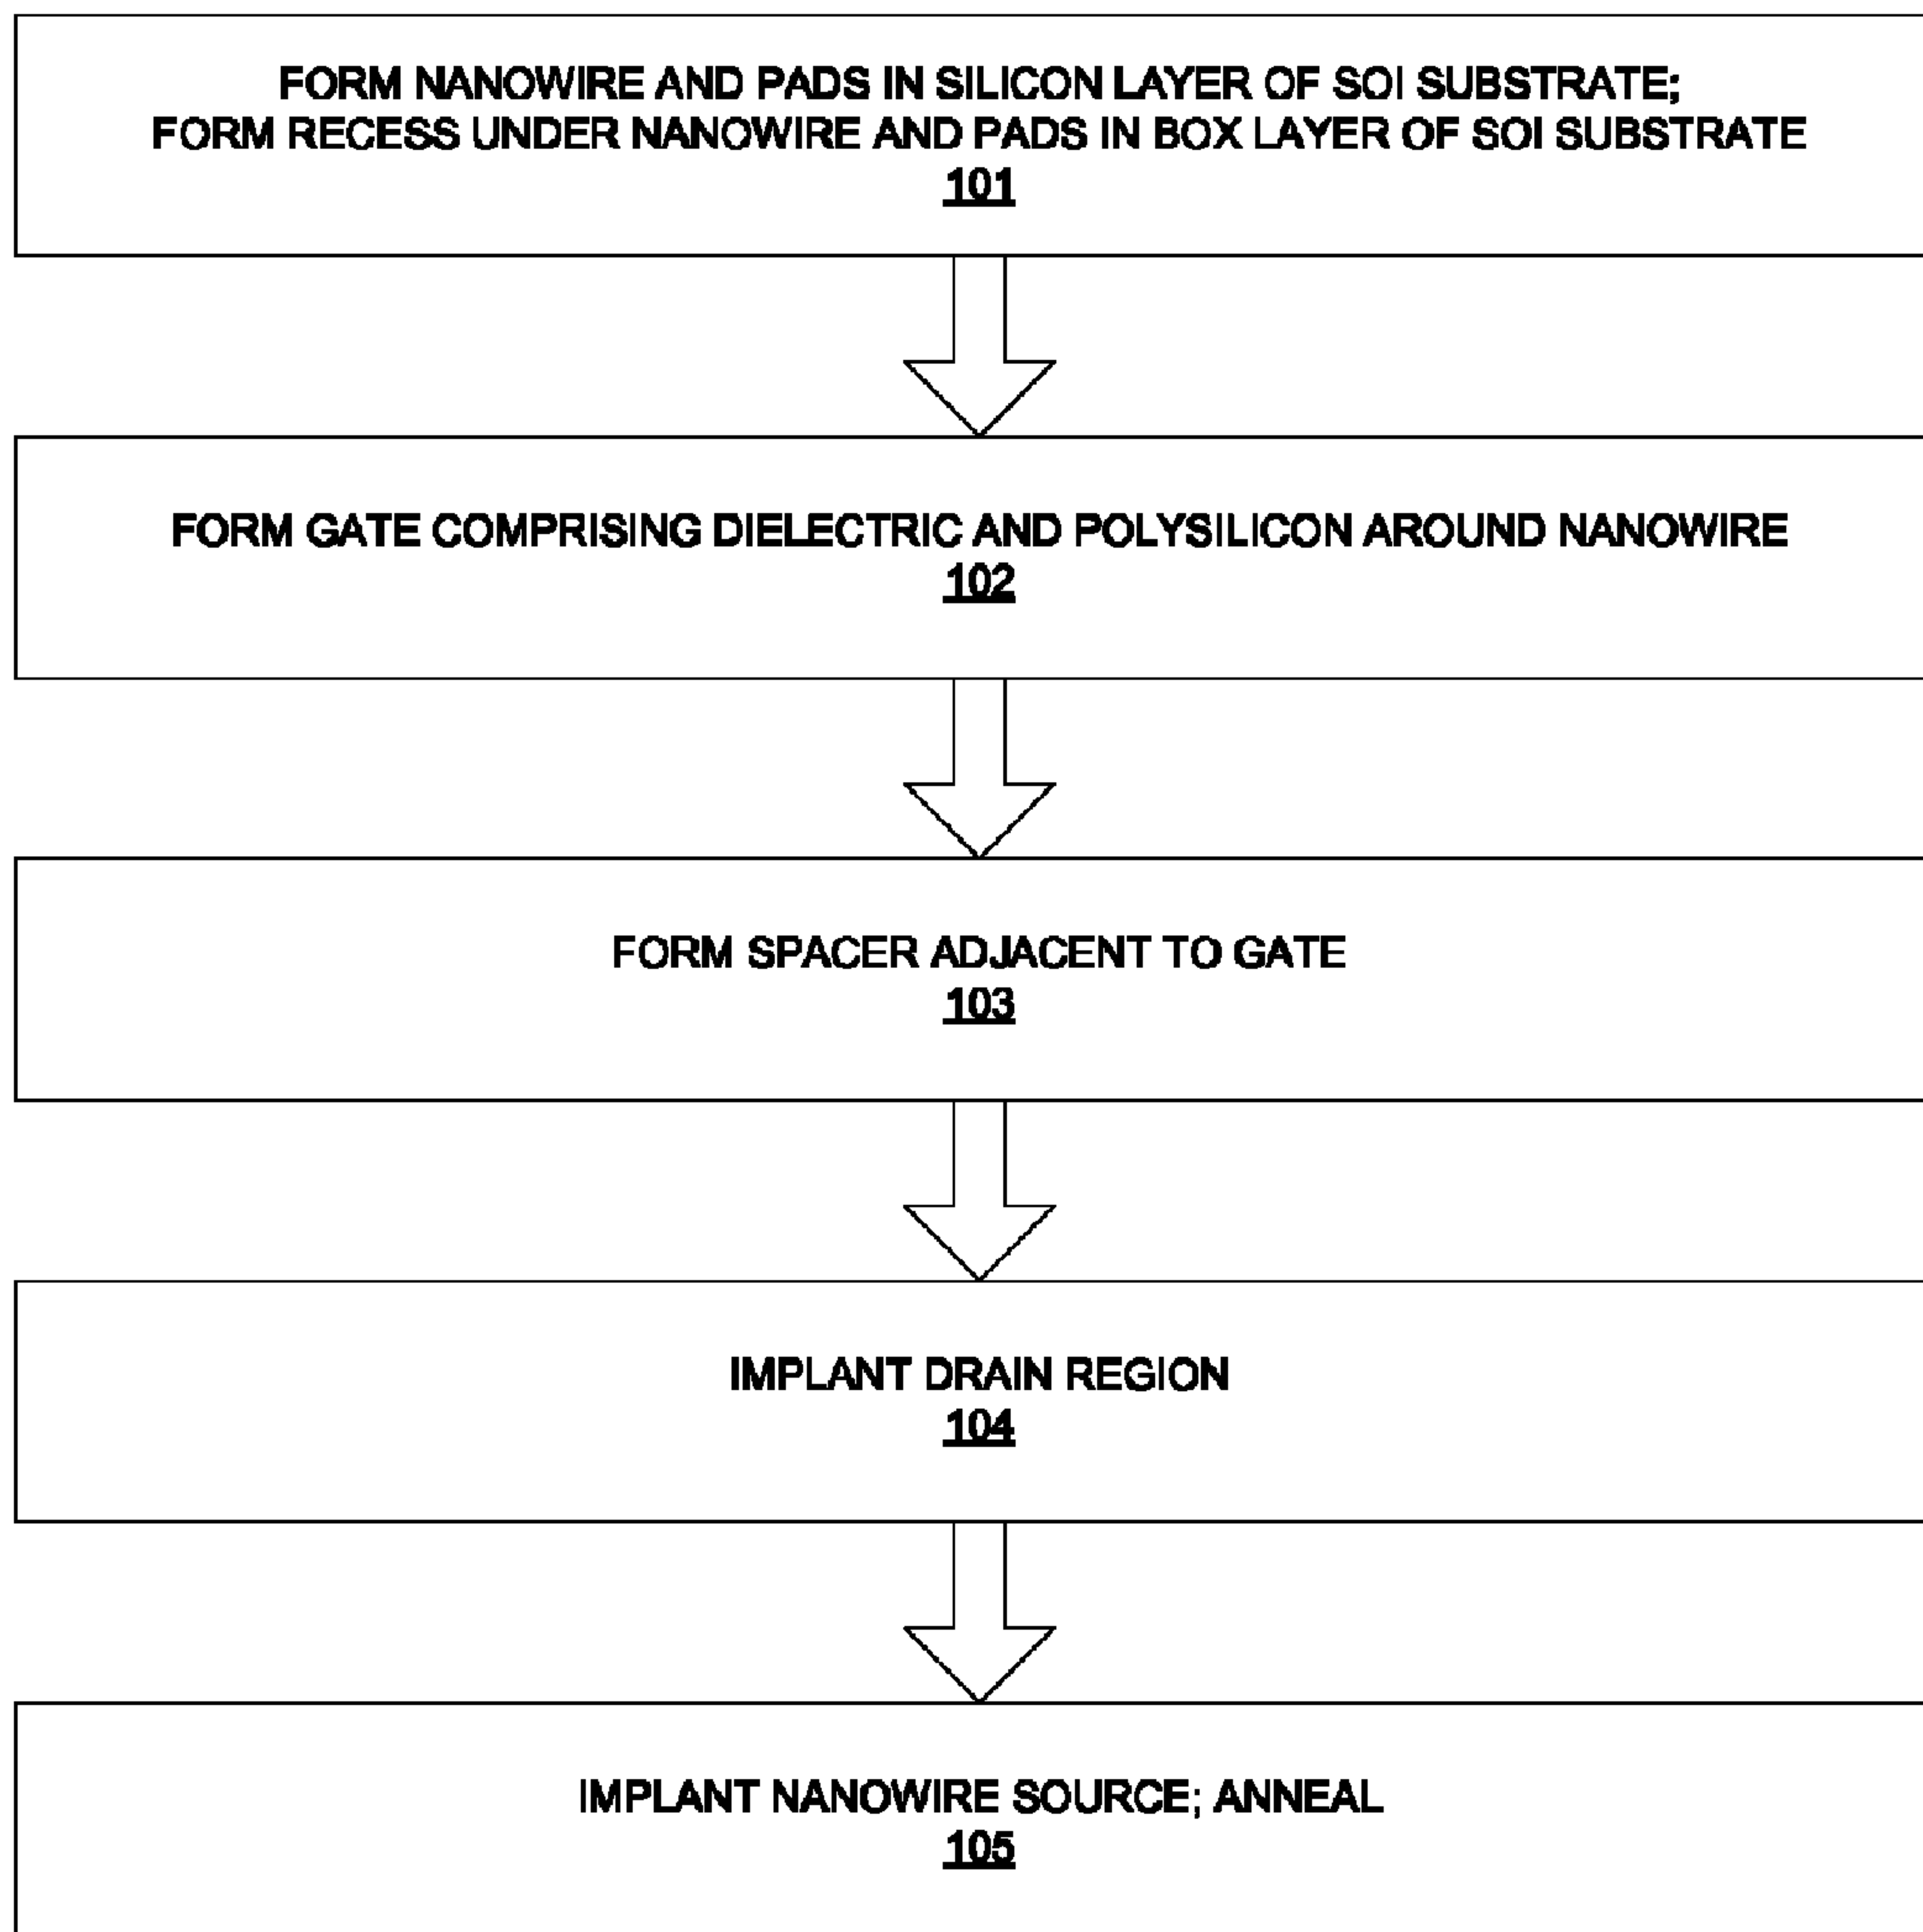 FORM NANOWIRE AND PADS IN SILICON LAYER OF SOI SUBSTRATE;
FORM RECESS UNDER NANOWIRE AND PADS IN BOX LAYER OF SOI SUBSTRATE
101
FORM GATE COMPRISING DIELECTRIC AND POLYSILICON AROUND NANOWIRE
102
FORM SPACER ADJACENT TO GATE
103
IMPLANT DRAIN REGION
104
IMPLANT NANOWIRE SOURCE; ANNEAL
105